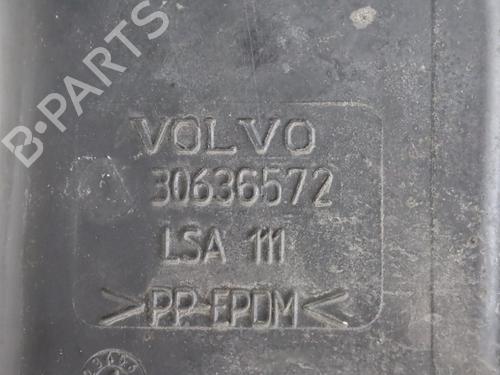 B-PARTS
VOLVO
30636572
LSA 111
>PP-EPDM<